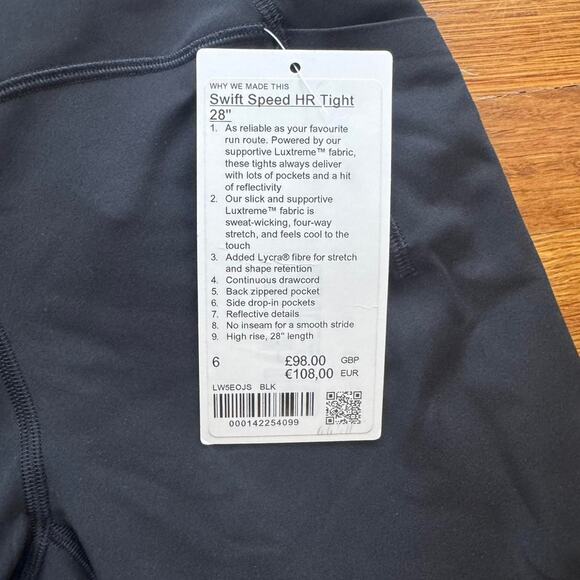 WHY WE MADE THIS
Swift Speed HR Tight
28"
1. As reliable as your favourite
run route. Powered by our
supportive Luxtreme™ fabric,
these tights always deliver
with lots of pockets and a hit
of reflectivity
2. Our slick and supportive
Luxtreme™ fabric is
sweat-wicking, four-way
stretch, and feels cool to the
touch
3. Added Lycra® fibre for stretch
and shape retention
4. Continuous drawcord
5. Back zippered pocket
6. Side drop-in pockets
7. Reflective details
8. No inseam for a smooth stride
9. High rise, 28" length
6 £98.00 GBP
€108,00 EUR
LW5EOJS BLK
000142254099